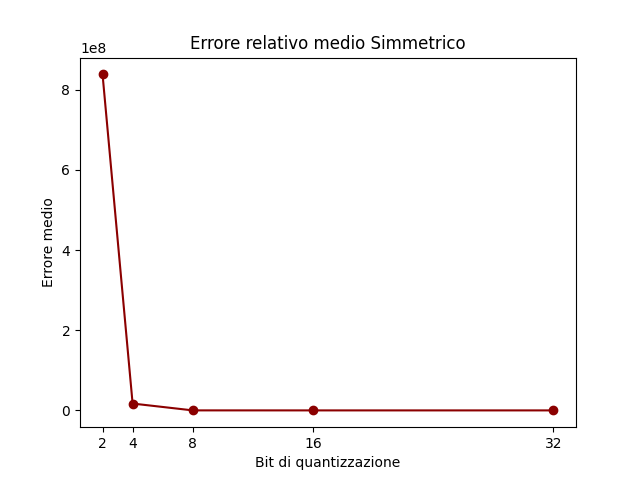 Errore relativo medio Simmetrico
1e8
8
6
4
2
0
Errore medio
2 4 8 16 32
Bit di quantizzazione